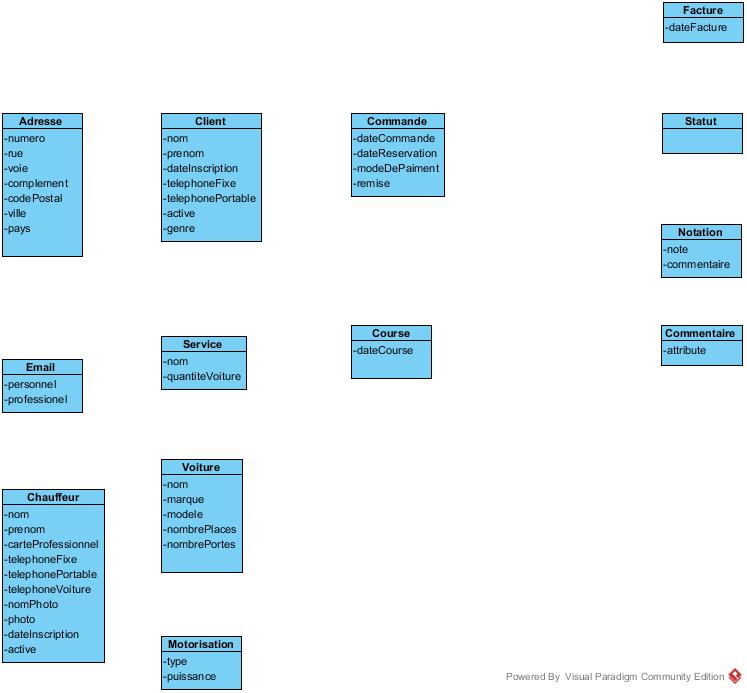 Facture
-dateFacture
Adresse
-numero
-rue
-voie
-complement
-codePostal
-ville
-pays
Client
-nom
-prenom
-dateInscription
-telephoneFixe
-telephonePortable
-active
-genre
Commande
-dateCommande
-dateReservation
-modeDePaiment
-remise
Statut
Notation
-note
-commentaire
Email
-personnel
-professionel
Service
-nom
-quantiteVoiture
Course
-dateCourse
Commentaire
-attribute
Chauffeur
-nom
-prenom
-carteProfessionnel
-telephoneFixe
-telephonePortable
-telephoneVoiture
-nomPhoto
-photo
-dateInscription
-active
Voiture
-nom
-marque
-modele
-nombrePlaces
-nombrePortes
Motorisation
-type
-puissance
Powered By Visual Paradigm Community Edition